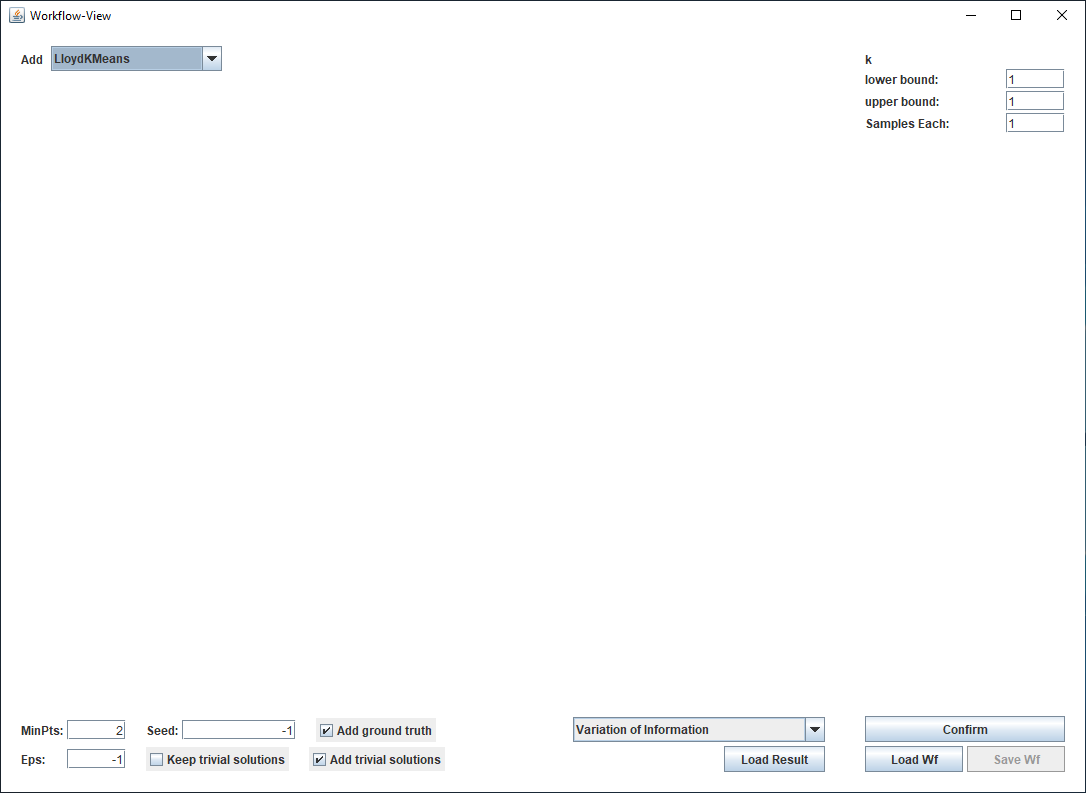 Workflow-View
Add LloydKMeans
k
lower bound: 1
upper bound: 1
Samples Each: 1
MinPts: 2 Seed: -1 Add ground truth Variation of Information Confirm
Eps: -1 Keep trivial solutions Add trivial solutions Load Result Load Wf Save Wf